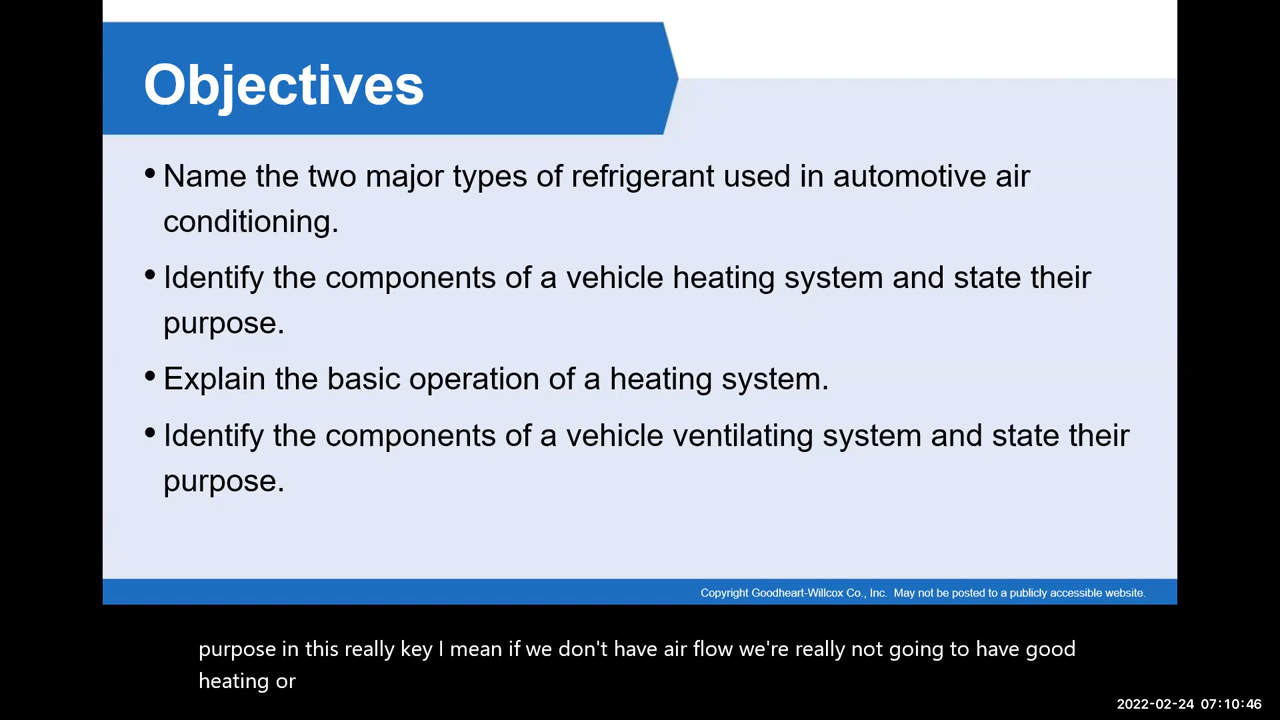 Objectives
• Name the two major types of refrigerant used in automotive air
conditioning.
• Identify the components of a vehicle heating system and state their
purpose.
• Explain the basic operation of a heating system.
• Identify the components of a vehicle ventilating system and state their
purpose.
Copyright Goodheart-Willcox Co., Inc. May not be posted to a publicly accessible website.
purpose in this really key I mean if we don't have air flow we're really not going to have good
heating or
2022-02-24 07:10:46